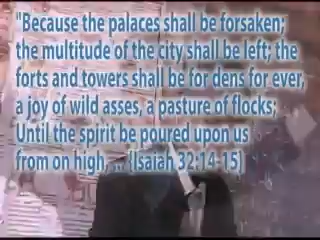 "Because the palaces shall be forsaken;
the multitude of the city shall be left; the
forts and towers shall be for dens for ever,
a joy of wild asses, a pasture of flocks;
Until the spirit be poured upon us
from on high, ... (Isaiah 32:14-15)